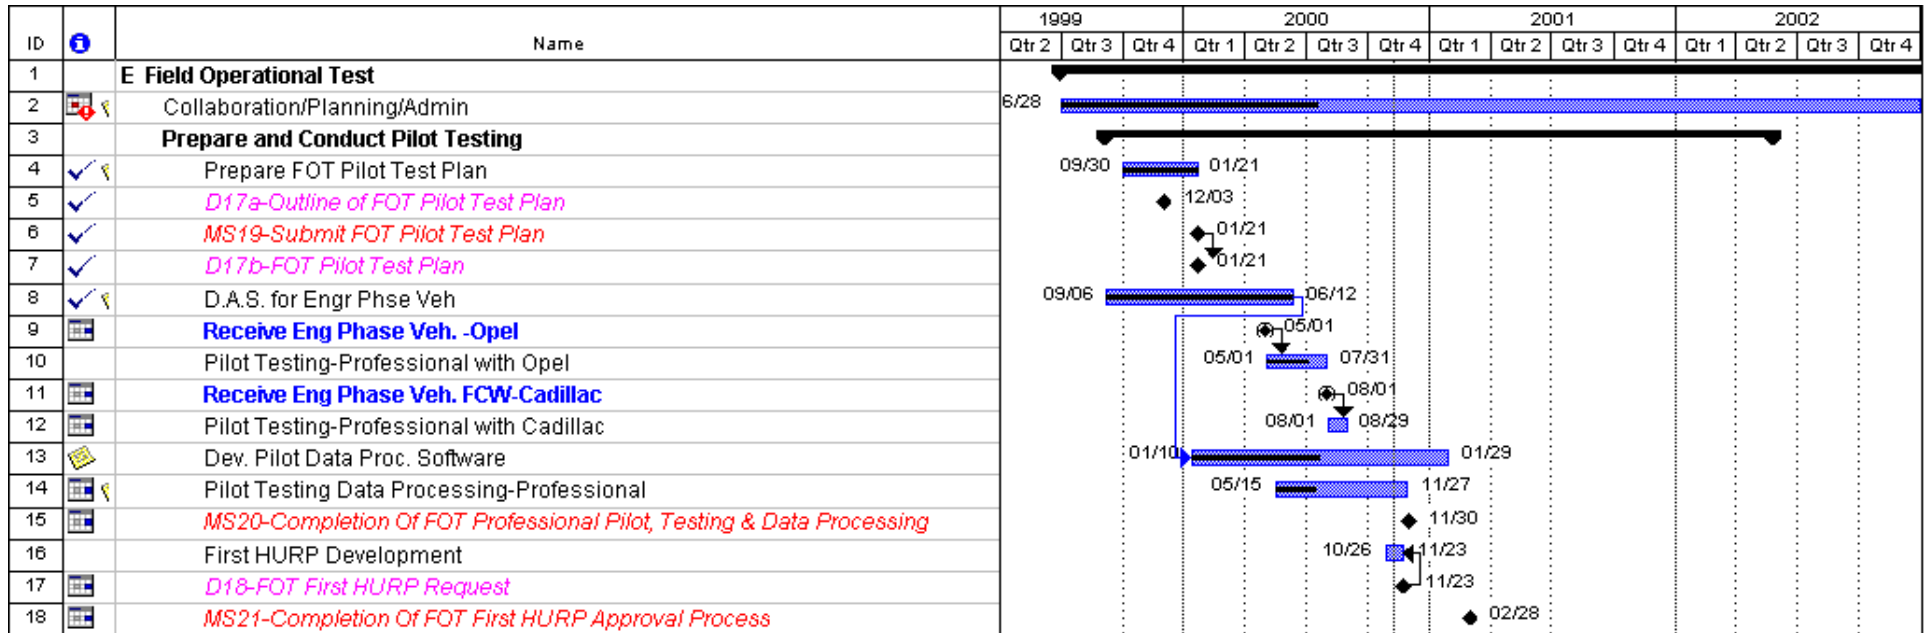 1999 2000 2001 2002
ID i Name Qtr 2 Qtr 3 Qtr 4 Qtr 1 Qtr 2 Qtr 3 Qtr 4 Qtr 1 Qtr 2 Qtr 3 Qtr 4 Qtr 1 Qtr 2 Qtr 3 Qtr 4
1 E Field Operational Test
2 Collaboration/Planning/Admin 6/28
3 Prepare and Conduct Pilot Testing
4 Prepare FOT Pilot Test Plan 09/30 01/21
5 D17a-Outline of FOT Pilot Test Plan 12/03
6 MS19-Submit FOT Pilot Test Plan 01/21
7 D17b-FOT Pilot Test Plan 01/21
8 D.A.S. for Engr Phse Veh 09/06 06/12
9 Receive Eng Phase Veh. -Opel 05/01
10 Pilot Testing-Professional with Opel 05/01 07/31
11 Receive Eng Phase Veh. FCW-Cadillac 08/01
12 Pilot Testing-Professional with Cadillac 08/01 08/29
13 Dev. Pilot Data Proc. Software 01/10 01/29
14 Pilot Testing Data Processing-Professional 05/15 11/27
15 MS20-Completion Of FOT Professional Pilot, Testing & Data Processing 11/30
16 First HURP Development 10/26 11/23
17 D18-FOT First HURP Request 11/23
18 MS21-Completion Of FOT First HURP Approval Process 02/28